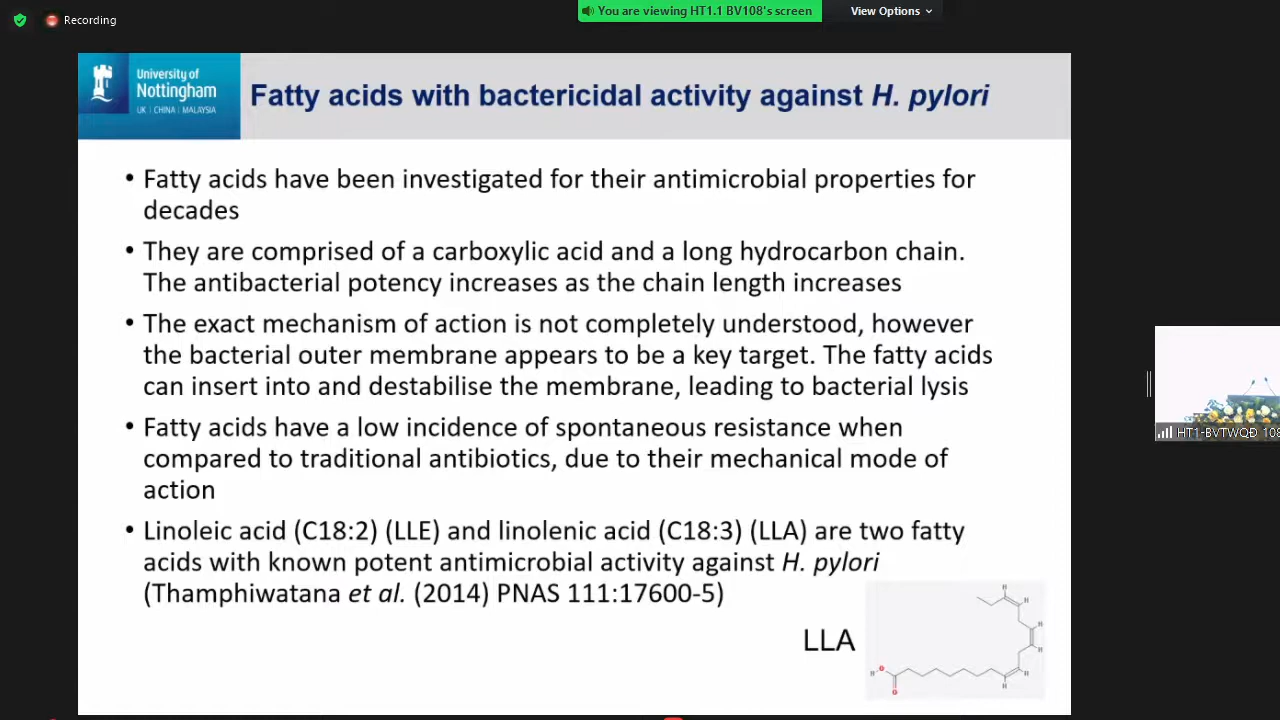 Recording
You are viewing HT1.1 BV108's screen
View Options
University of
Nottingham
UK | CHINA | MALAYSIA
Fatty acids with bactericidal activity against H. pylori
• Fatty acids have been investigated for their antimicrobial properties for
decades
• They are comprised of a carboxylic acid and a long hydrocarbon chain.
The antibacterial potency increases as the chain length increases
• The exact mechanism of action is not completely understood, however
the bacterial outer membrane appears to be a key target. The fatty acids
can insert into and destabilise the membrane, leading to bacterial lysis
• Fatty acids have a low incidence of spontaneous resistance when
compared to traditional antibiotics, due to their mechanical mode of
action
• Linoleic acid (C18:2) (LLE) and linolenic acid (C18:3) (LLA) are two fatty
acids with known potent antimicrobial activity against H. pylori
(Thamphiwatana et al. (2014) PNAS 111:17600-5)
LLA
H
H
H
H
H
H
H
O
O
HT1-BVTWQĐ 108